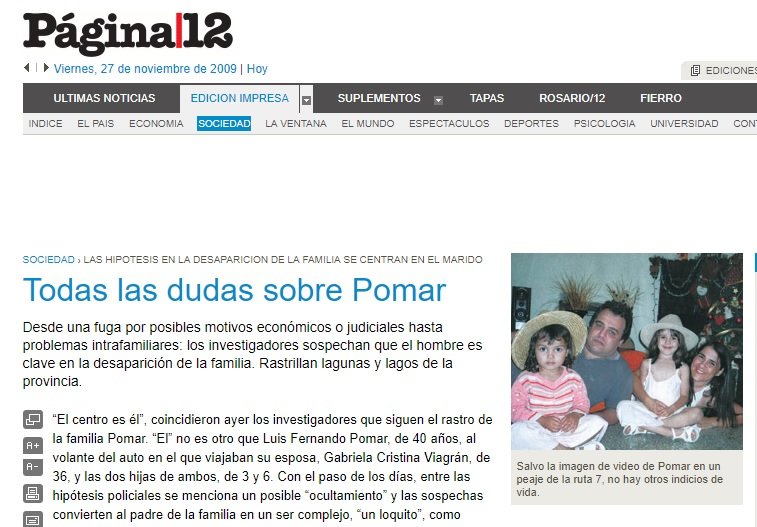 Página|12
Viernes, 27 de noviembre de 2009 | Hoy
EDICIONES
ULTIMAS NOTICIAS EDICION IMPRESA SUPLEMENTOS TAPAS ROSARIO/12 FIERRO
INDICE EL PAIS ECONOMIA SOCIEDAD LA VENTANA EL MUNDO ESPECTACULOS DEPORTES PSICOLOGIA UNIVERSIDAD CONT
SOCIEDAD › LAS HIPOTESIS EN LA DESAPARICION DE LA FAMILIA SE CENTRAN EN EL MARIDO
Todas las dudas sobre Pomar
Desde una fuga por posibles motivos económicos o judiciales hasta
problemas intrafamiliares: los investigadores sospechan que el hombre es
clave en la desaparición de la familia. Rastrillan lagunas y lagos de la
provincia.
A+
A-
“El centro es él”, coincidieron ayer los investigadores que siguen el rastro de
la familia Pomar. “El” no es otro que Luis Fernando Pomar, de 40 años, al
volante del auto en el que viajaban su esposa, Gabriela Cristina Viagrán, de
36, y las dos hijas de ambos, de 3 y 6. Con el paso de los días, entre las
hipótesis policiales se menciona un posible “ocultamiento” y las sospechas
convierten al padre de la familia en un ser complejo, “un loquito”, como
Salvo la imagen de video de Pomar en un
peaje de la ruta 7, no hay otros indicios de
vida.